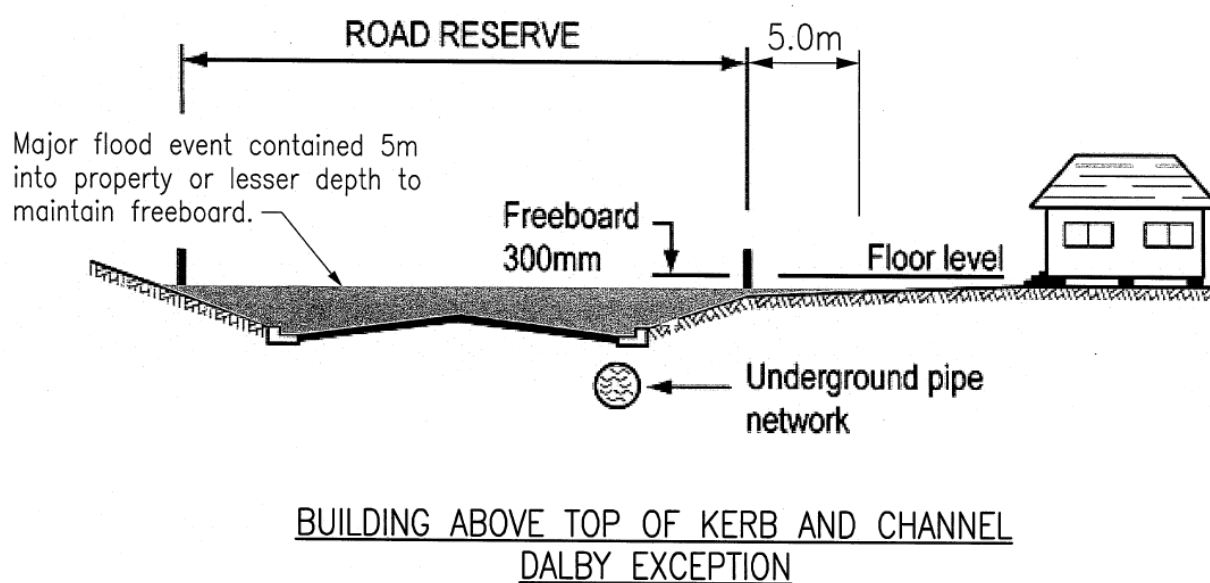 ROAD RESERVE
5.0m
Major flood event contained 5m
into property or lesser depth to
maintain freeboard.
Freeboard
300mm
Floor level
Underground pipe
network
BUILDING ABOVE TOP OF KERB AND CHANNEL
DALBY EXCEPTION